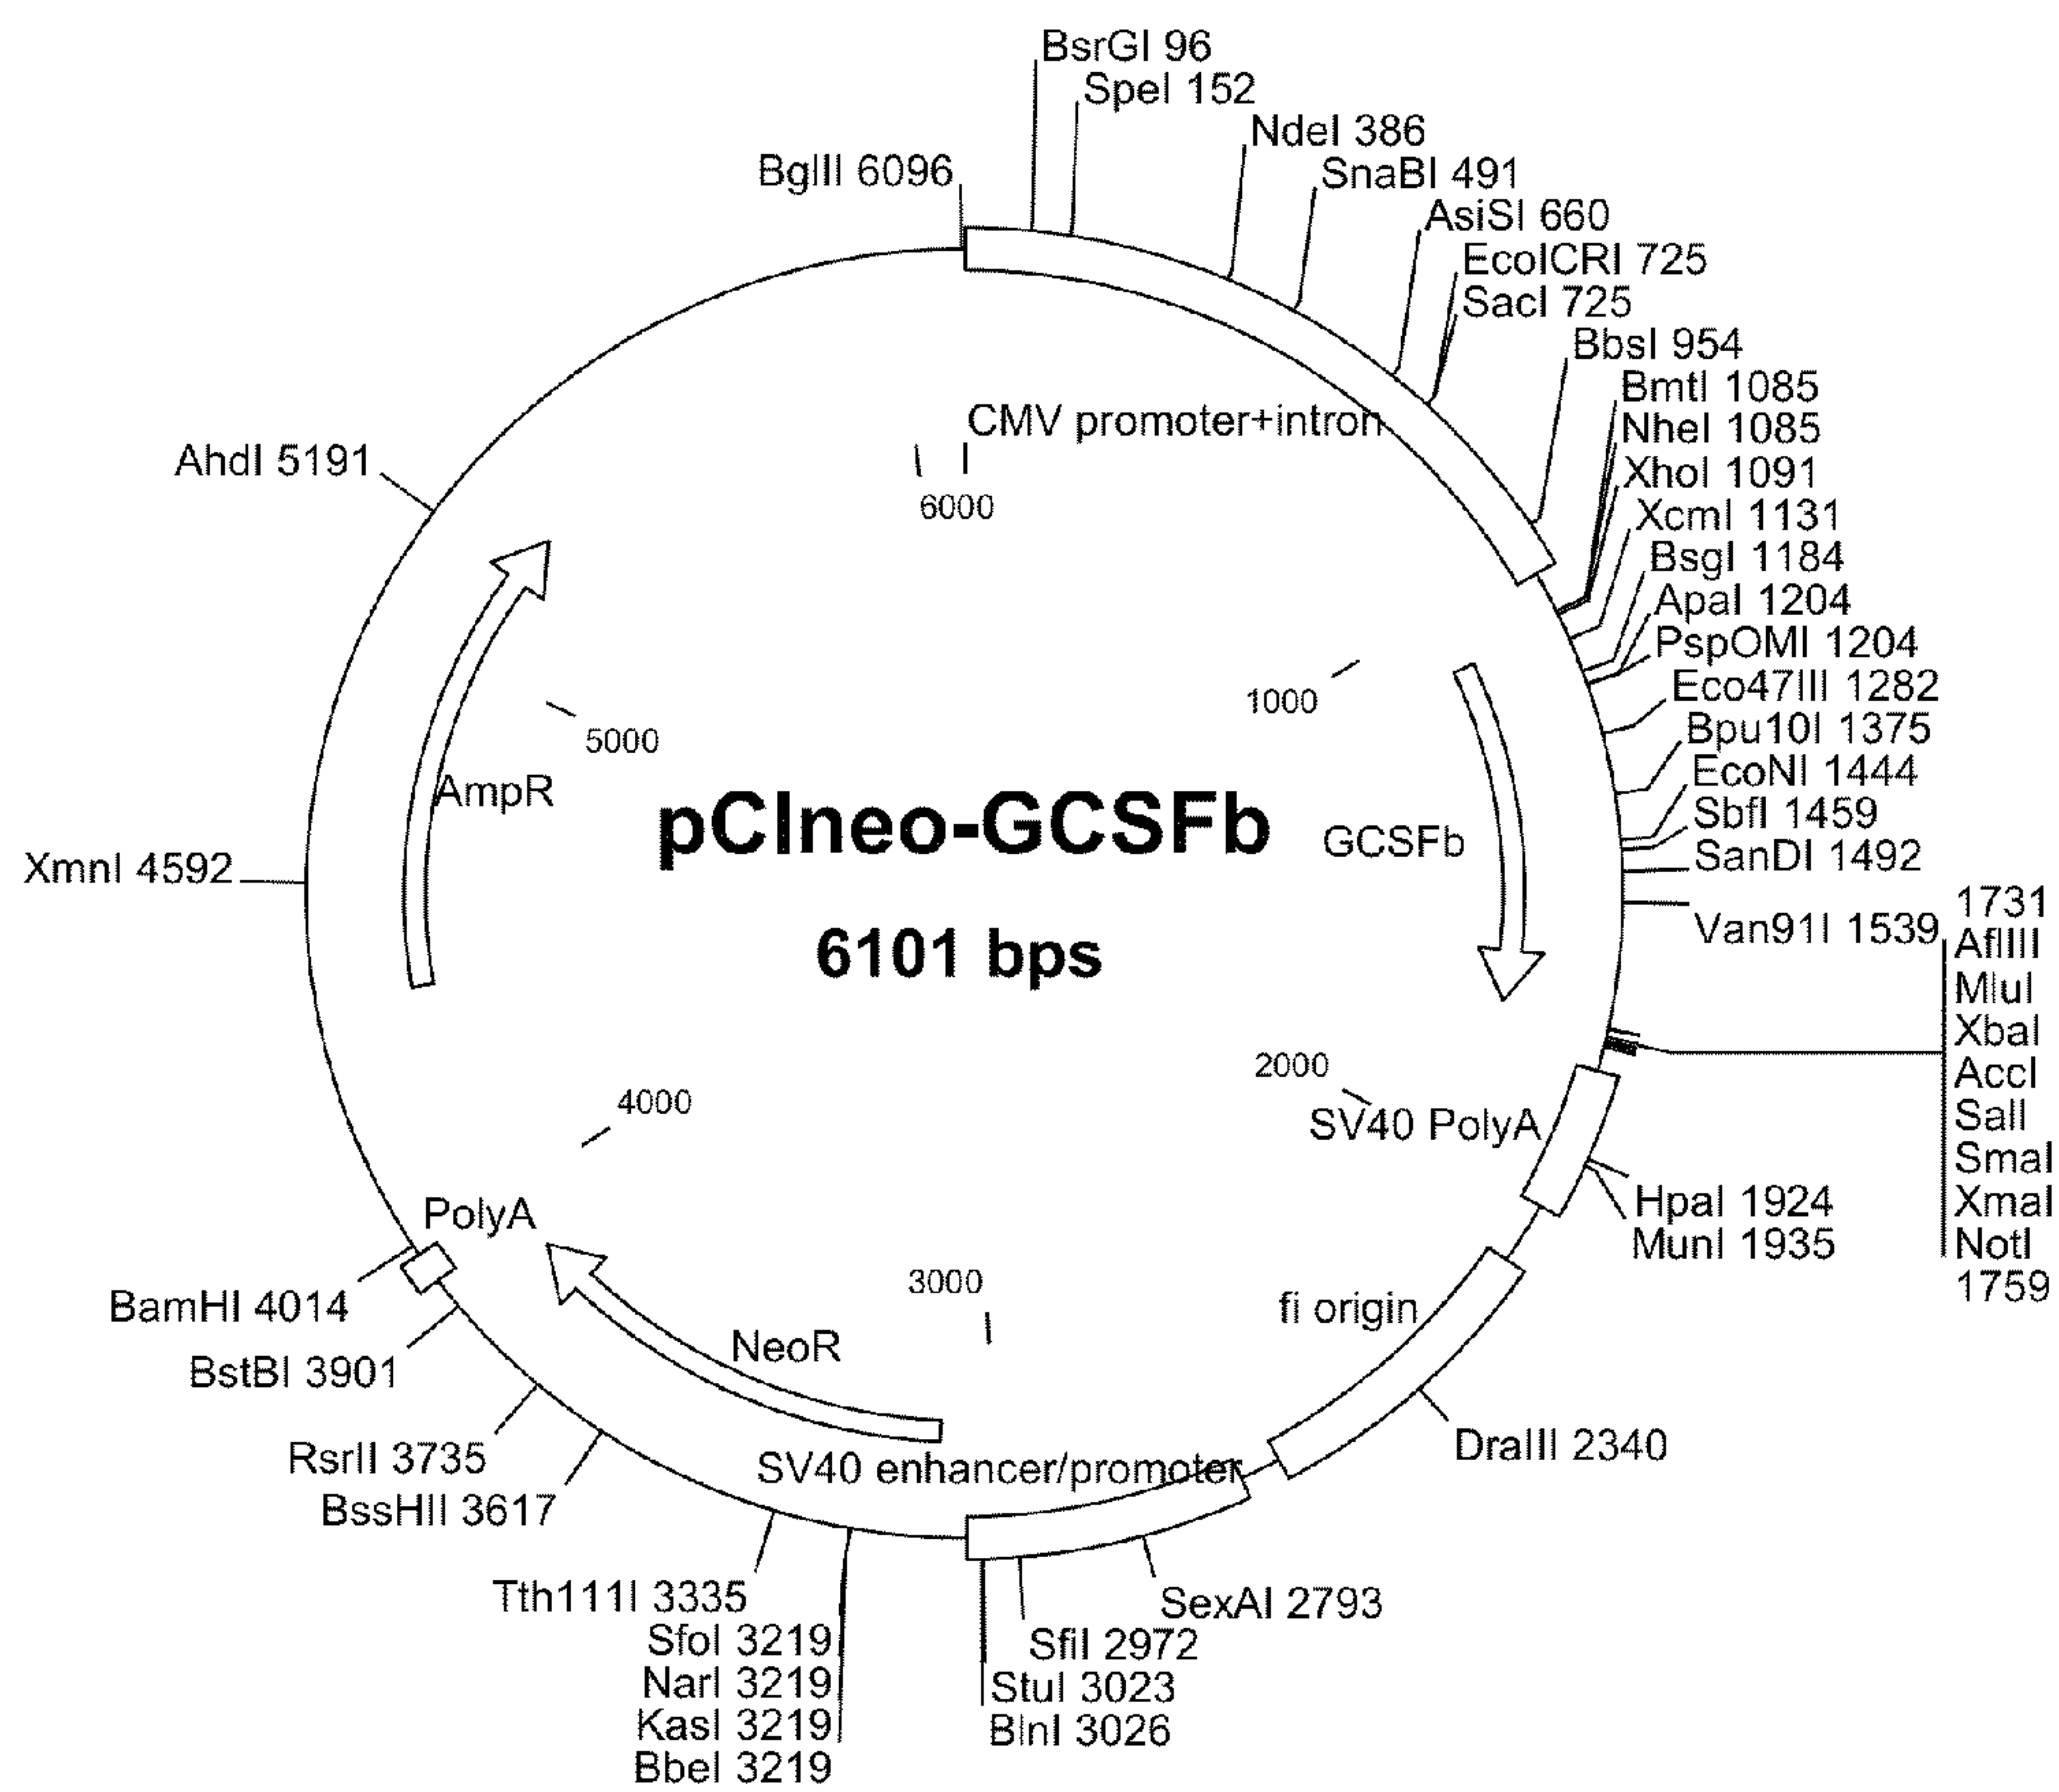 BsrGI 96
SpeI 152
NdeI 386
SnaBI 491
BglII 6096
AsiSI 660
EcoICRI 725
SacI 725
BbsI 954
BmtI 1085
NheI 1085
XhoI 1091
XcmI 1131
BsgI 1184
ApaI 1204
PspOMI 1204
Eco47III 1282
Bpu10I 1375
EcoNI 1444
SbfI 1459
SanDI 1492
Van91I 1539
1731
AflIII
MluI
XbaI
AccI
SalI
SmaI
XmaI
NotI
1759
HpaI 1924
MunI 1935
DraIII 2340
SexAI 2793
SfiI 2972
StuI 3023
BlnI 3026
SfoI 3219
NarI 3219
KasI 3219
BbeI 3219
Tth111I 3335
BssHII 3617
RsrII 3735
BstBI 3901
BamHI 4014
XmnI 4592
AhdI 5191
CMV promoter+intron
6000
1000
5000
AmpR
pCIneo-GCSFb
GCSFb
6101 bps
2000
4000
SV40 PolyA
PolyA
3000
fi origin
NeoR
SV40 enhancer/promoter